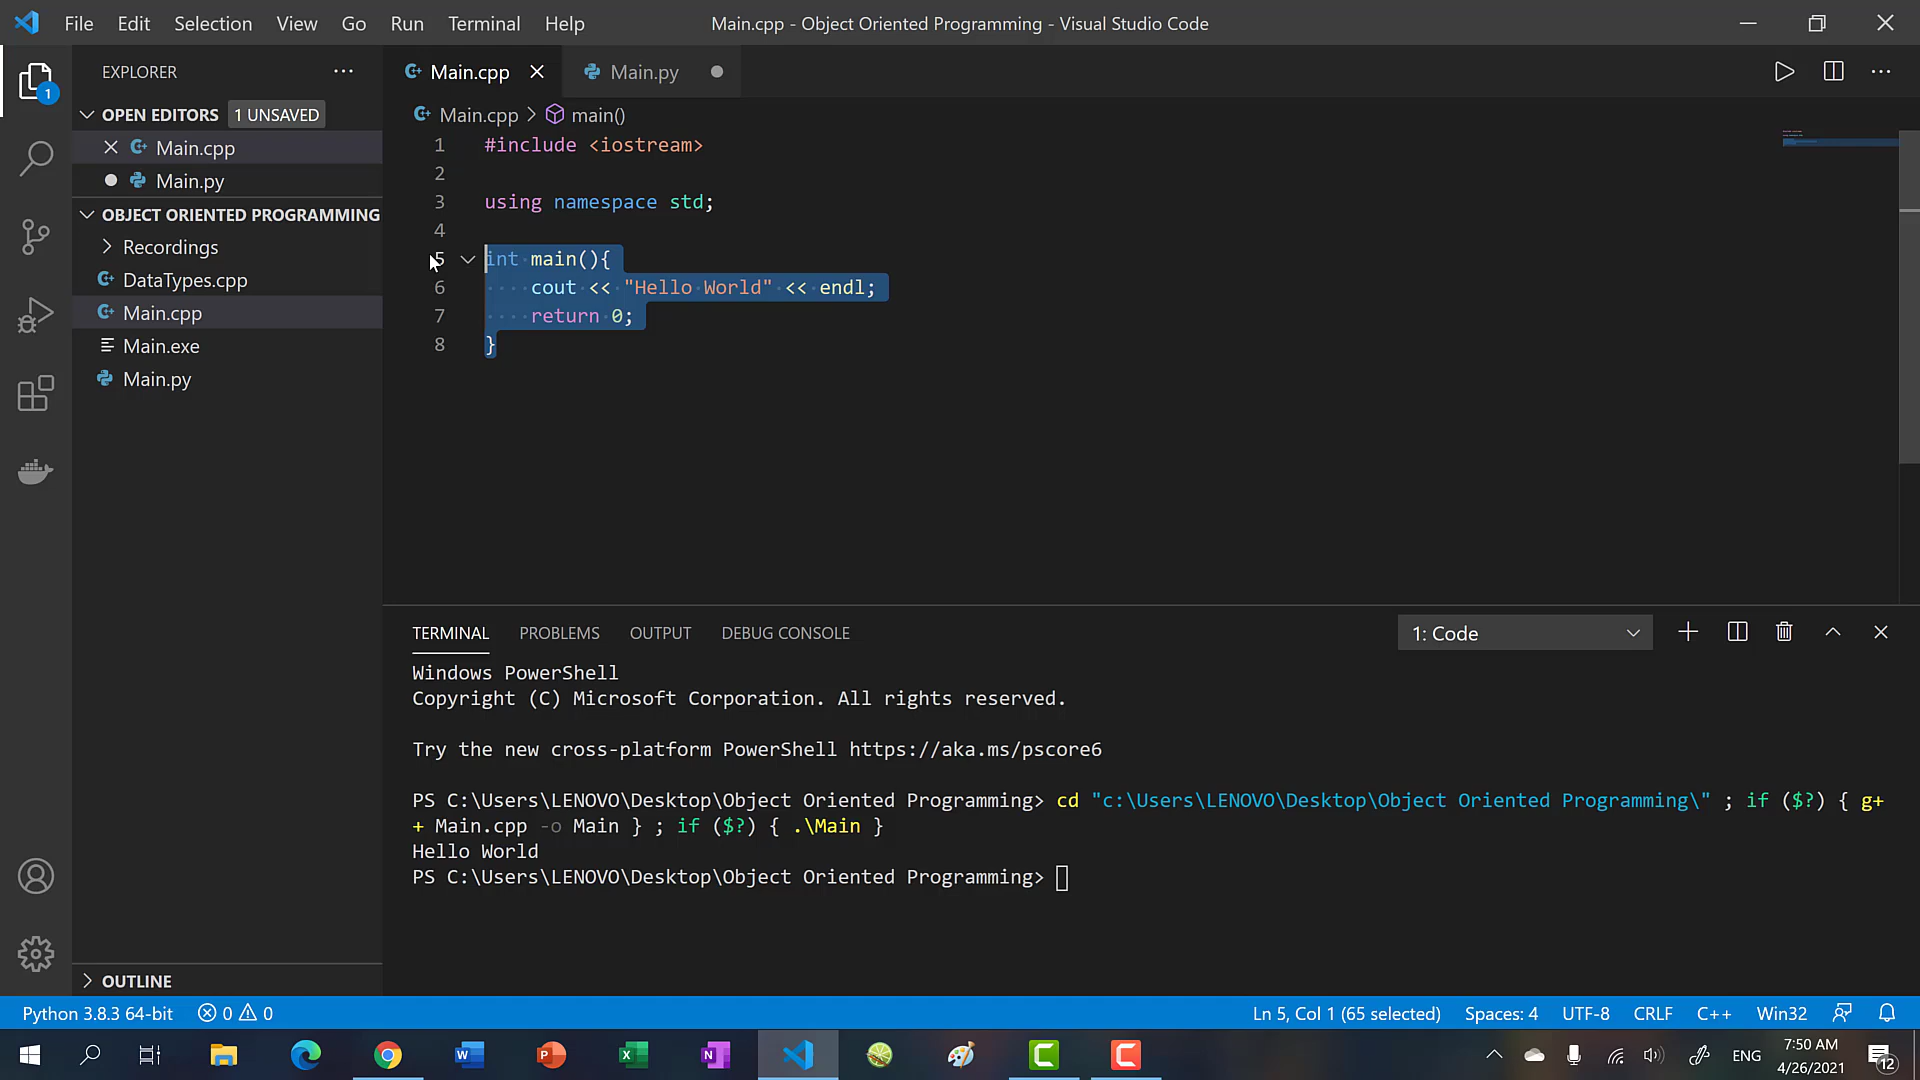 File Edit Selection View Go Run Terminal Help
Main.cpp - Object Oriented Programming - Visual Studio Code
EXPLORER
Main.cpp
Main.py
1
OPEN EDITORS
1 UNSAVED
Main.cpp
Main.py
OBJECT ORIENTED PROGRAMMING
Recordings
DataTypes.cpp
Main.cpp
Main.exe
Main.py
OUTLINE
Main.cpp > main()
1 #include <iostream>
2
3 using namespace std;
4
5 int main(){
6 cout << "Hello World" << endl;
7 return 0;
8 }
TERMINAL PROBLEMS OUTPUT DEBUG CONSOLE
1: Code
Windows PowerShell
Copyright (C) Microsoft Corporation. All rights reserved.
Try the new cross-platform PowerShell https://aka.ms/pscore6
PS C:\Users\LENOVO\Desktop\Object Oriented Programming> cd "c:\Users\LENOVO\Desktop\Object Oriented Programming\" ; if ($?) { g+
+ Main.cpp -o Main } ; if ($?) { .\Main }
Hello World
PS C:\Users\LENOVO\Desktop\Object Oriented Programming>
Python 3.8.3 64-bit 0 0
Ln 5, Col 1 (65 selected) Spaces: 4 UTF-8 CRLF C++ Win32
ENG
7:50 AM
4/26/2021
12